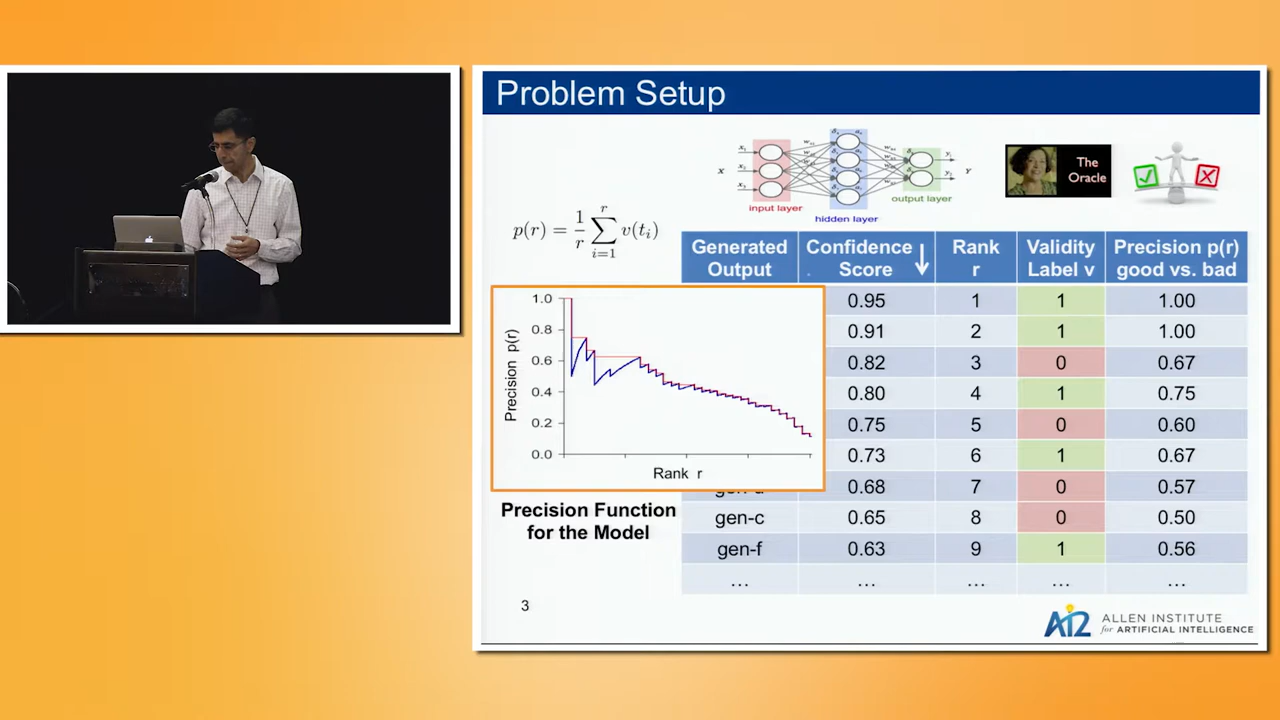 Problem Setup
input layer
hidden layer
output layer
The
Oracle
p(r) = 1/r ∑ i=1 r v(t_i)
Generated Output
Confidence Score ↓
Rank r
Validity Label v
Precision p(r) good vs. bad
0.95 1 1 1.00
0.91 2 1 1.00
0.82 3 0 0.67
0.80 4 1 0.75
0.75 5 0 0.60
0.73 6 1 0.67
0.68 7 0 0.57
gen-c 0.65 8 0 0.50
gen-f 0.63 9 1 0.56
... ... ... ... ...
Precision p(r)
1.0
0.8
0.6
0.4
0.2
0.0
Rank r
Precision Function
for the Model
3
Ai2
ALLEN INSTITUTE
for ARTIFICIAL INTELLIGENCE